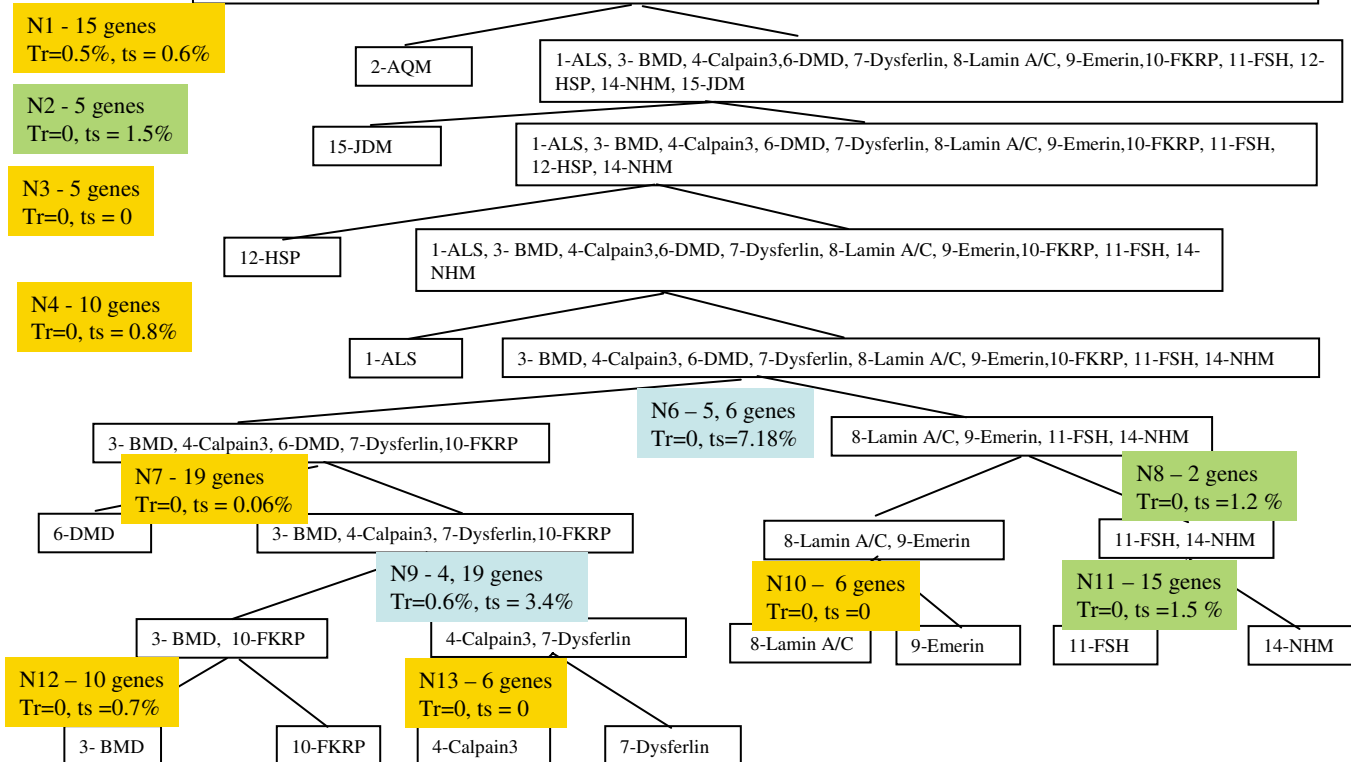 N1 - 15 genes
Tr=0.5%, ts = 0.6%
2-AQM
1-ALS, 3- BMD, 4-Calpain3,6-DMD, 7-Dysferlin, 8-Lamin A/C, 9-Emerin,10-FKRP, 11-FSH, 12-
HSP, 14-NHM, 15-JDM
N2 - 5 genes
Tr=0, ts = 1.5%
15-JDM
1-ALS, 3- BMD, 4-Calpain3, 6-DMD, 7-Dysferlin, 8-Lamin A/C, 9-Emerin,10-FKRP, 11-FSH,
12-HSP, 14-NHM
N3 - 5 genes
Tr=0, ts = 0
12-HSP
1-ALS, 3- BMD, 4-Calpain3,6-DMD, 7-Dysferlin, 8-Lamin A/C, 9-Emerin,10-FKRP, 11-FSH, 14-
NHM
N4 - 10 genes
Tr=0, ts = 0.8%
1-ALS
3- BMD, 4-Calpain3, 6-DMD, 7-Dysferlin, 8-Lamin A/C, 9-Emerin,10-FKRP, 11-FSH, 14-NHM
N6 – 5, 6 genes
Tr=0, ts=7.18%
3- BMD, 4-Calpain3, 6-DMD, 7-Dysferlin,10-FKRP
8-Lamin A/C, 9-Emerin, 11-FSH, 14-NHM
N7 - 19 genes
Tr=0, ts = 0.06%
N8 – 2 genes
Tr=0, ts =1.2 %
6-DMD
3- BMD, 4-Calpain3, 7-Dysferlin,10-FKRP
8-Lamin A/C, 9-Emerin
11-FSH, 14-NHM
N9 - 4, 19 genes
Tr=0.6%, ts = 3.4%
N10 – 6 genes
Tr=0, ts =0
N11 – 15 genes
Tr=0, ts =1.5 %
3- BMD, 10-FKRP
4-Calpain3, 7-Dysferlin
8-Lamin A/C
9-Emerin
11-FSH
14-NHM
N12 – 10 genes
Tr=0, ts =0.7%
N13 – 6 genes
Tr=0, ts = 0
3- BMD
10-FKRP
4-Calpain3
7-Dysferlin